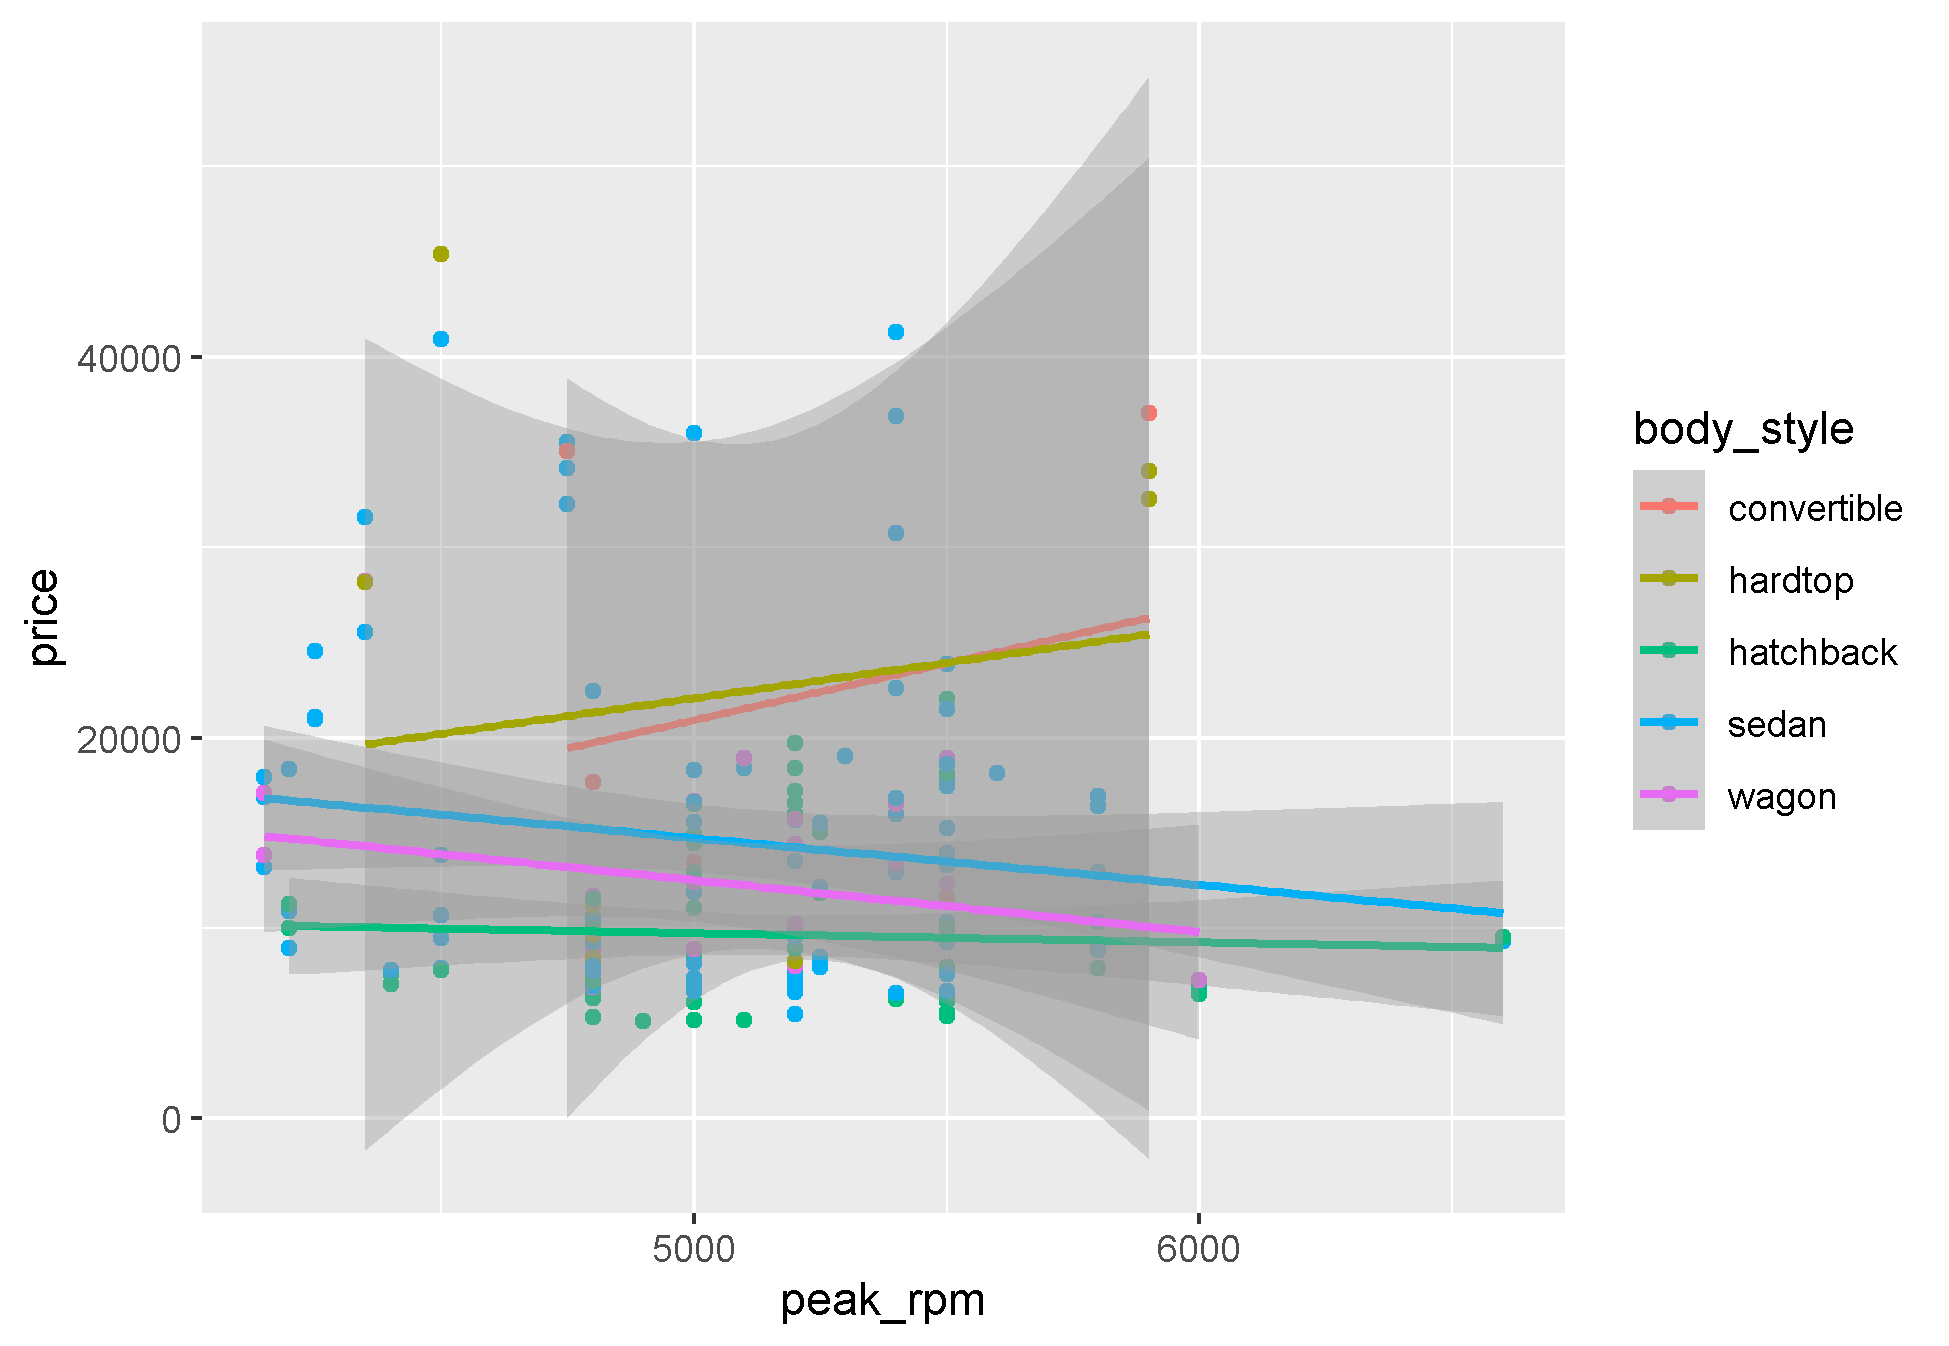 price
40000
20000
0
5000
6000
peak_rpm
body_style
convertible
hardtop
hatchback
sedan
wagon